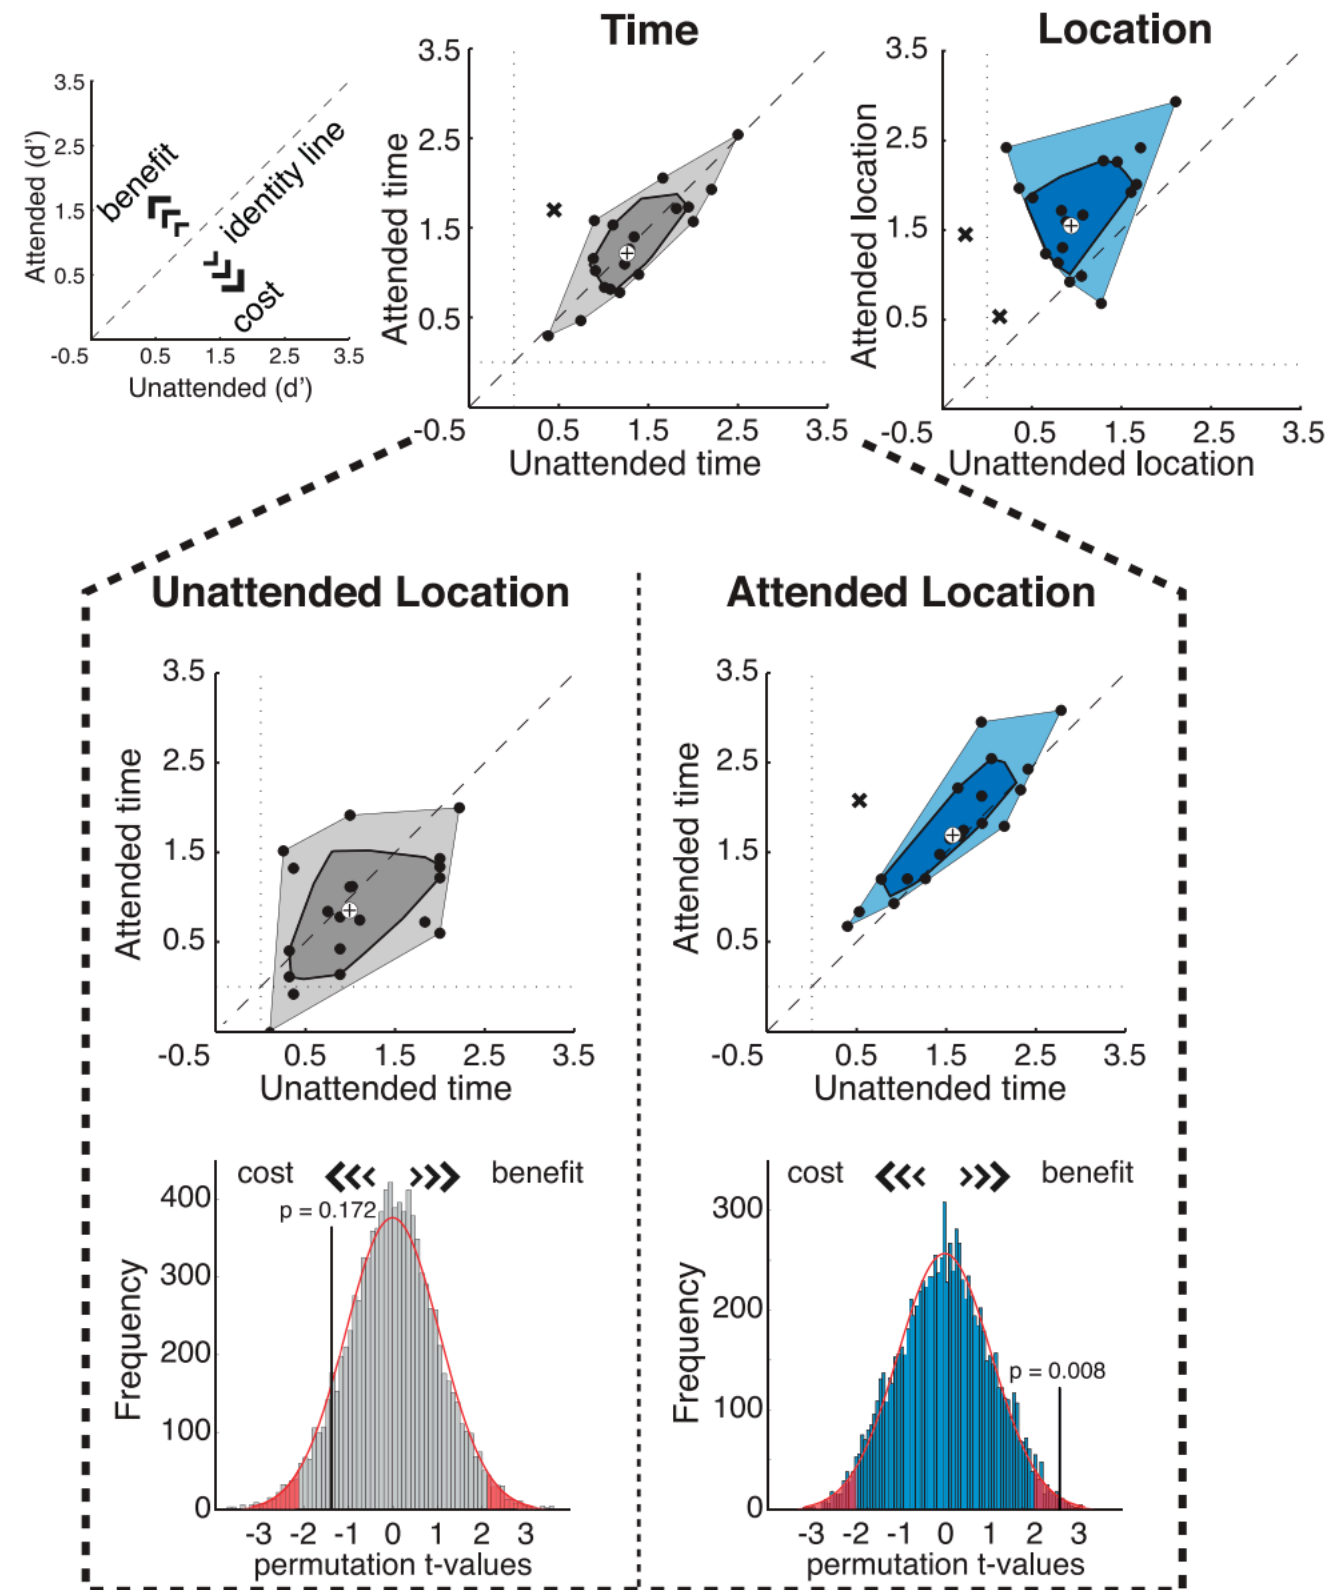 Time
Location
3.5
2.5
1.5
0.5
-0.5
0.5
1.5
2.5
3.5
Attended (d')
Unattended (d')
benefit
identity line
cost
3.5
2.5
1.5
0.5
-0.5
0.5
1.5
2.5
3.5
Attended time
Unattended time
3.5
2.5
1.5
0.5
-0.5
0.5
1.5
2.5
3.5
Attended location
Unattended location
Unattended Location
Attended Location
3.5
2.5
1.5
0.5
-0.5
0.5
1.5
2.5
3.5
Attended time
Unattended time
3.5
2.5
1.5
0.5
-0.5
0.5
1.5
2.5
3.5
Attended time
Unattended time
cost
benefit
p = 0.172
400
300
200
100
0
Frequency
-3 -2 -1 0 1 2 3
permutation t-values
cost
benefit
p = 0.008
300
200
100
0
Frequency
-3 -2 -1 0 1 2 3
permutation t-values